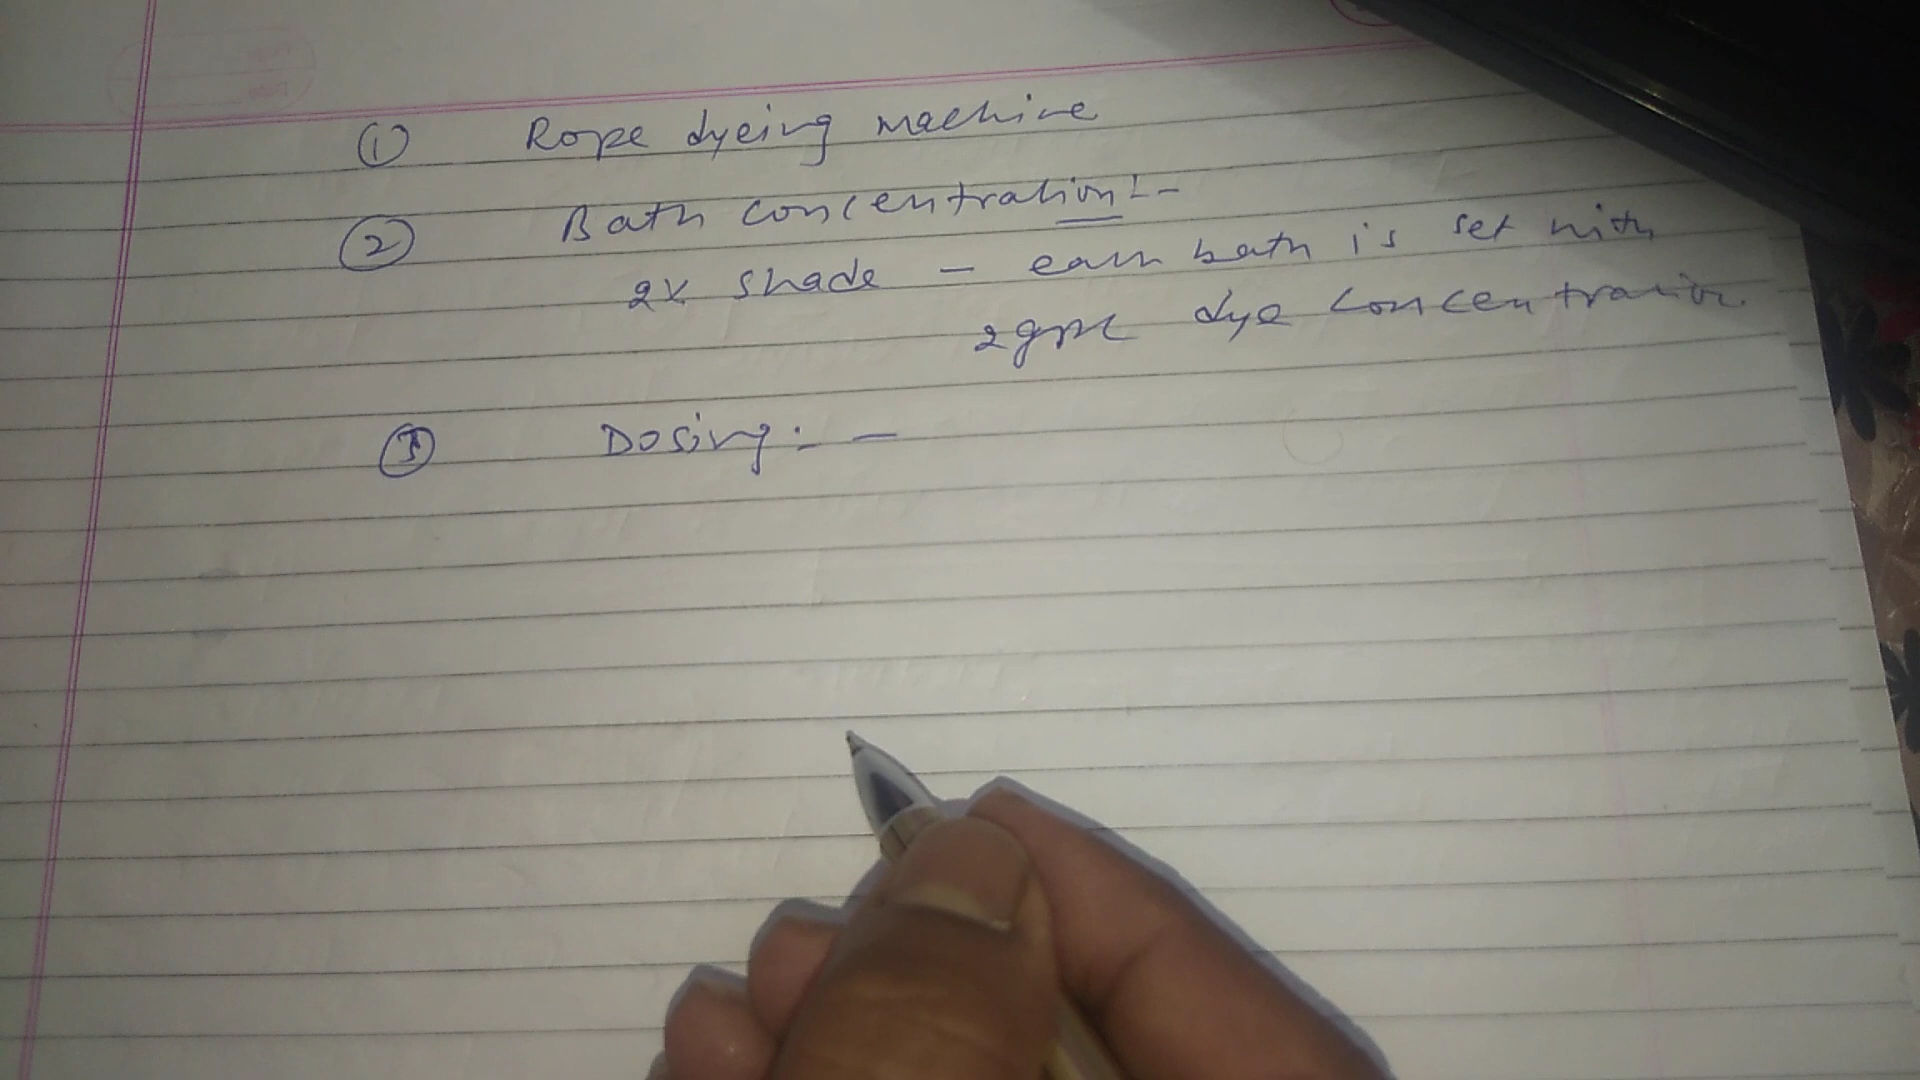 ① Rope dyeing machine
② Bath concentration:-
2% shade - each bath is set with
2gpl dye concentration.
③ Dosing:-